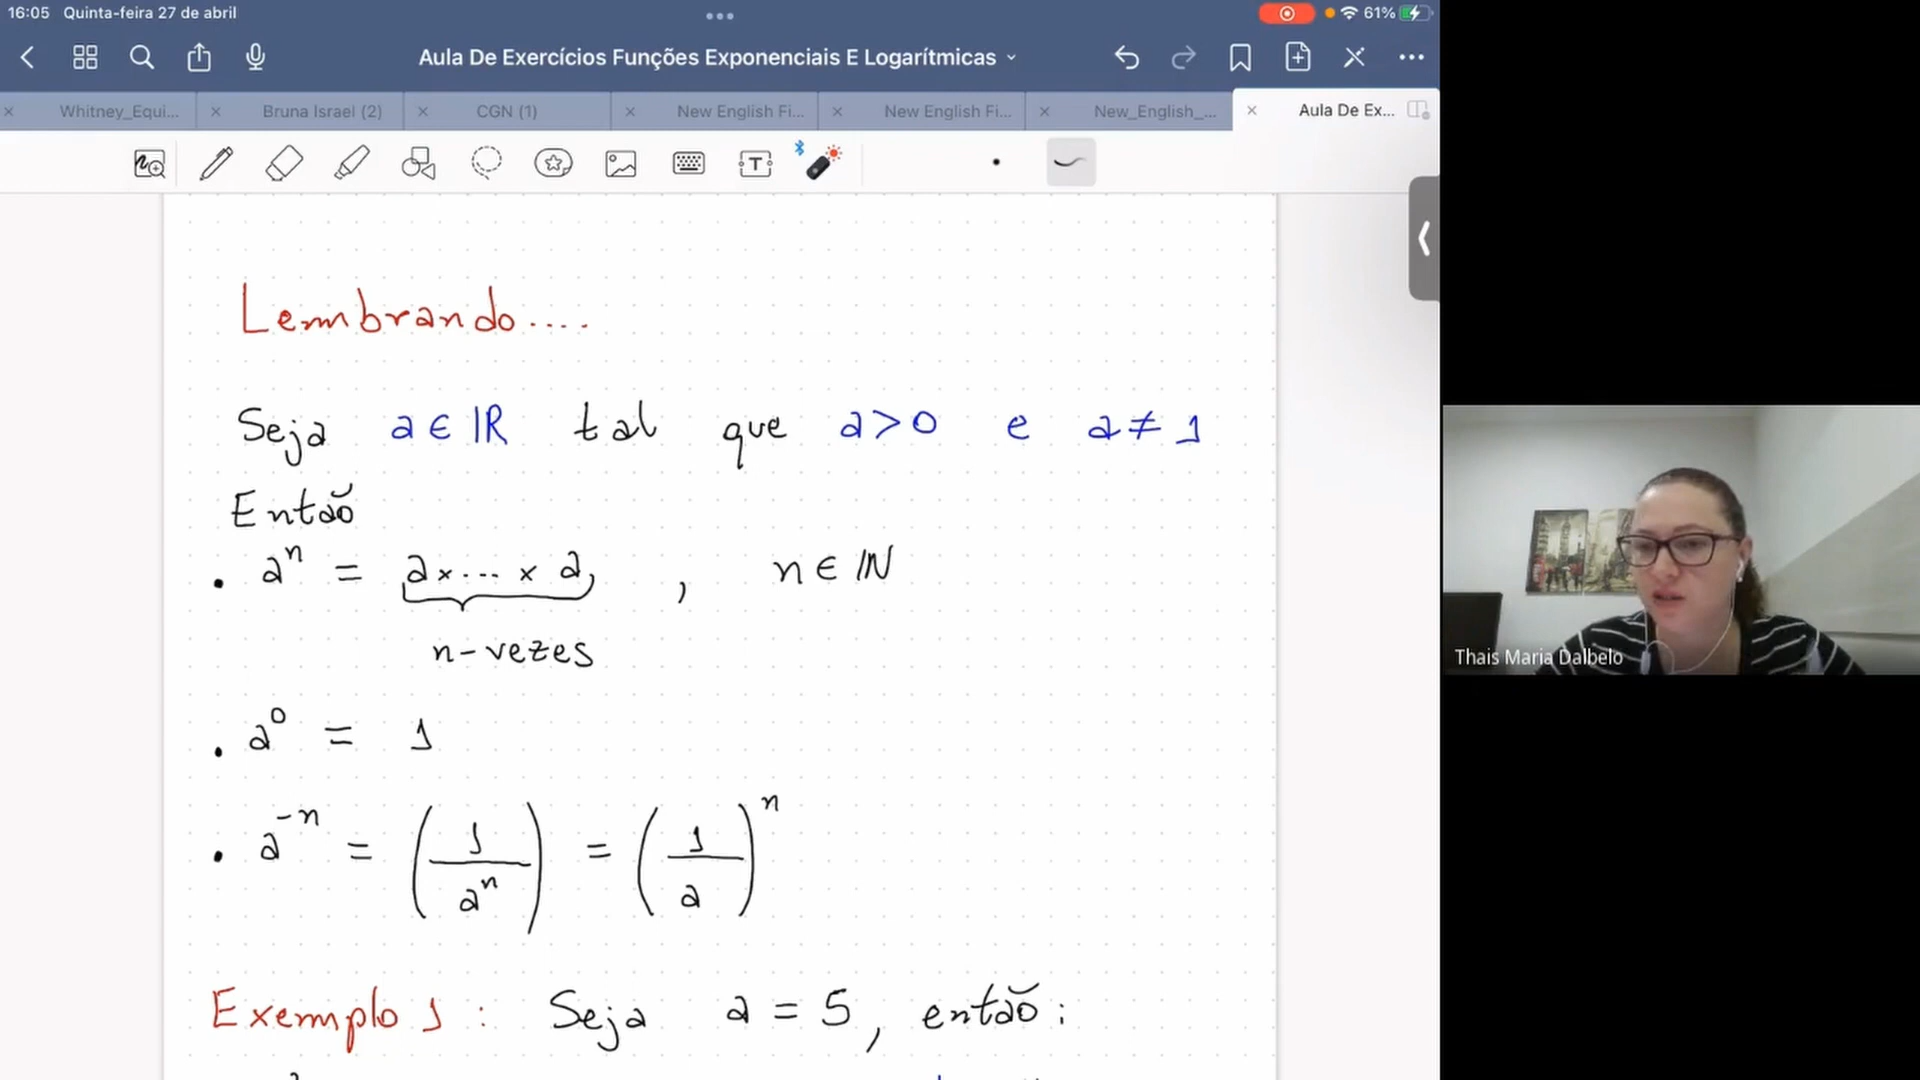 16:05 Quinta-feira 27 de abril
61%
Aula De Exercícios Funções Exponenciais E Logarítmicas
Whitney_Equi...
Bruna Israel (2)
CGN (1)
New English Fi...
New English Fi...
New_English_...
Aula De Ex...
Lembrando....
Seja a ∈ ℝ tal que a > 0 e a ≠ 1
Então
• aⁿ = a × ... × a , n ∈ ℕ
n-vezes
• a⁰ = 1
• a⁻ⁿ = (1/aⁿ) = (1/a)ⁿ
Exemplo 1 : Seja a = 5, então :
Thais Maria Dalbelo